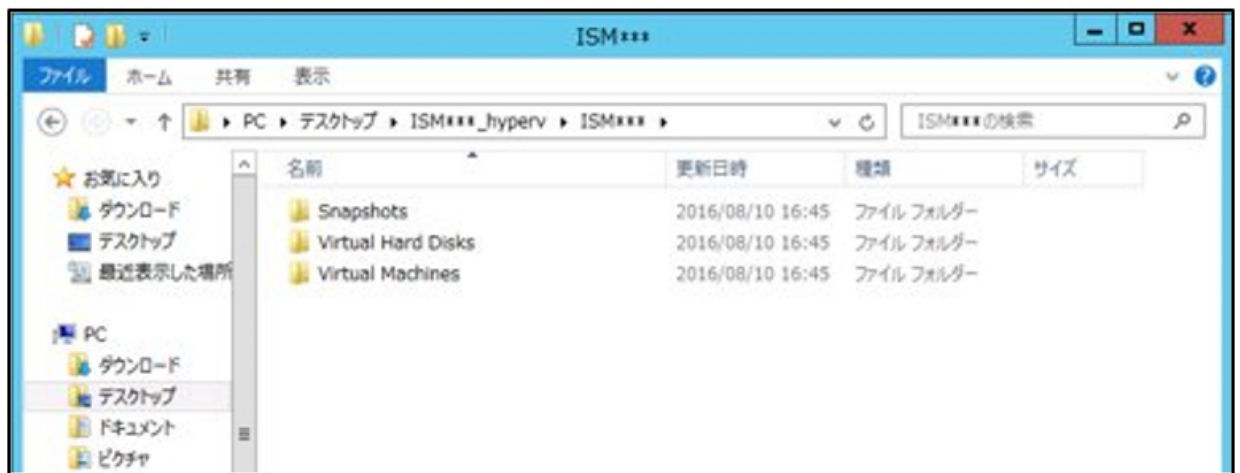 ISM***
ファイル ホーム 共有 表示
PC デスクトップ ISM***_hyperv ISM***
ISM***の検索
名前 更新日時 種類 サイズ
お気に入り
ダウンロード
デスクトップ
最近表示した場所
Snapshots 2016/08/10 16:45 ファイル フォルダー
Virtual Hard Disks 2016/08/10 16:45 ファイル フォルダー
Virtual Machines 2016/08/10 16:45 ファイル フォルダー
PC
ダウンロード
デスクトップ
ドキュメント
ピクチャ